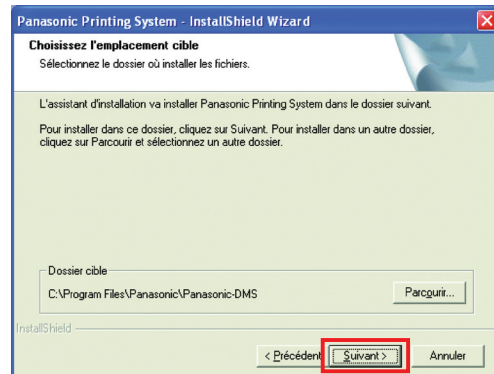 Panasonic Printing System - InstallShield Wizard
Choisissez l'emplacement cible
Sélectionnez le dossier où installer les fichiers.
L'assistant d'installation va installer Panasonic Printing System dans le dossier suivant.
Pour installer dans ce dossier, cliquez sur Suivant. Pour installer dans un autre dossier,
cliquez sur Parcourir et sélectionnez un autre dossier.
Dossier cible
C:\Program Files\Panasonic\Panasonic-DMS
Parcourir...
InstallShield
< Précédent
Suivant >
Annuler